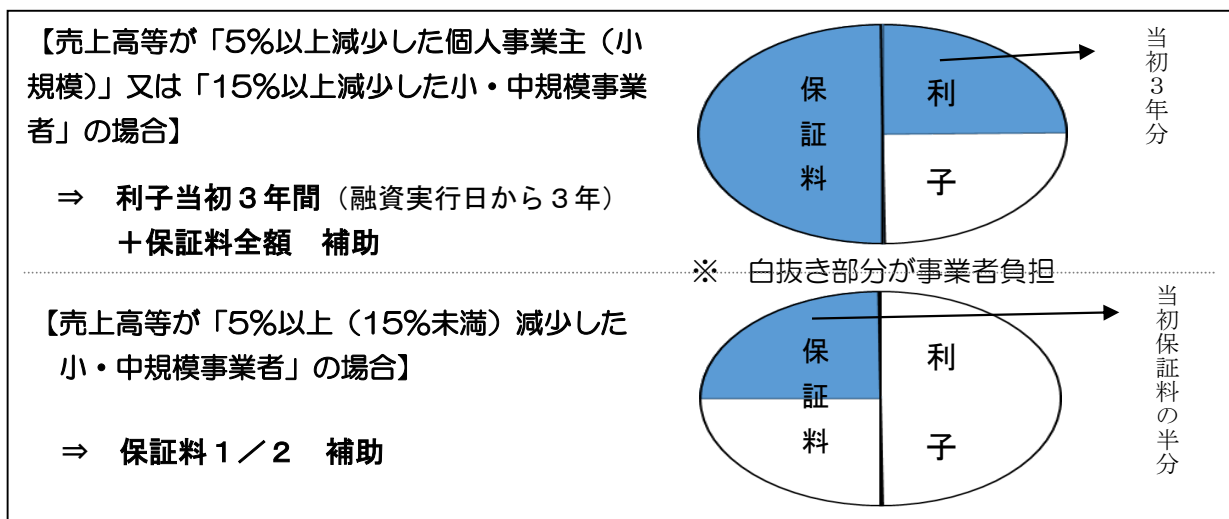 【売上高等が「5%以上減少した個人事業主（小
規模）」又は「15%以上減少した小・中規模事業
者」の場合】
⇒　利子当初３年間（融資実行日から３年）
＋保証料全額　補助
保証料
利子
当初３年分
※　白抜き部分が事業者負担
【売上高等が「5%以上（15%未満）減少した
小・中規模事業者」の場合】
⇒　保証料１／２　補助
保証料
利子
当初保証料の半分